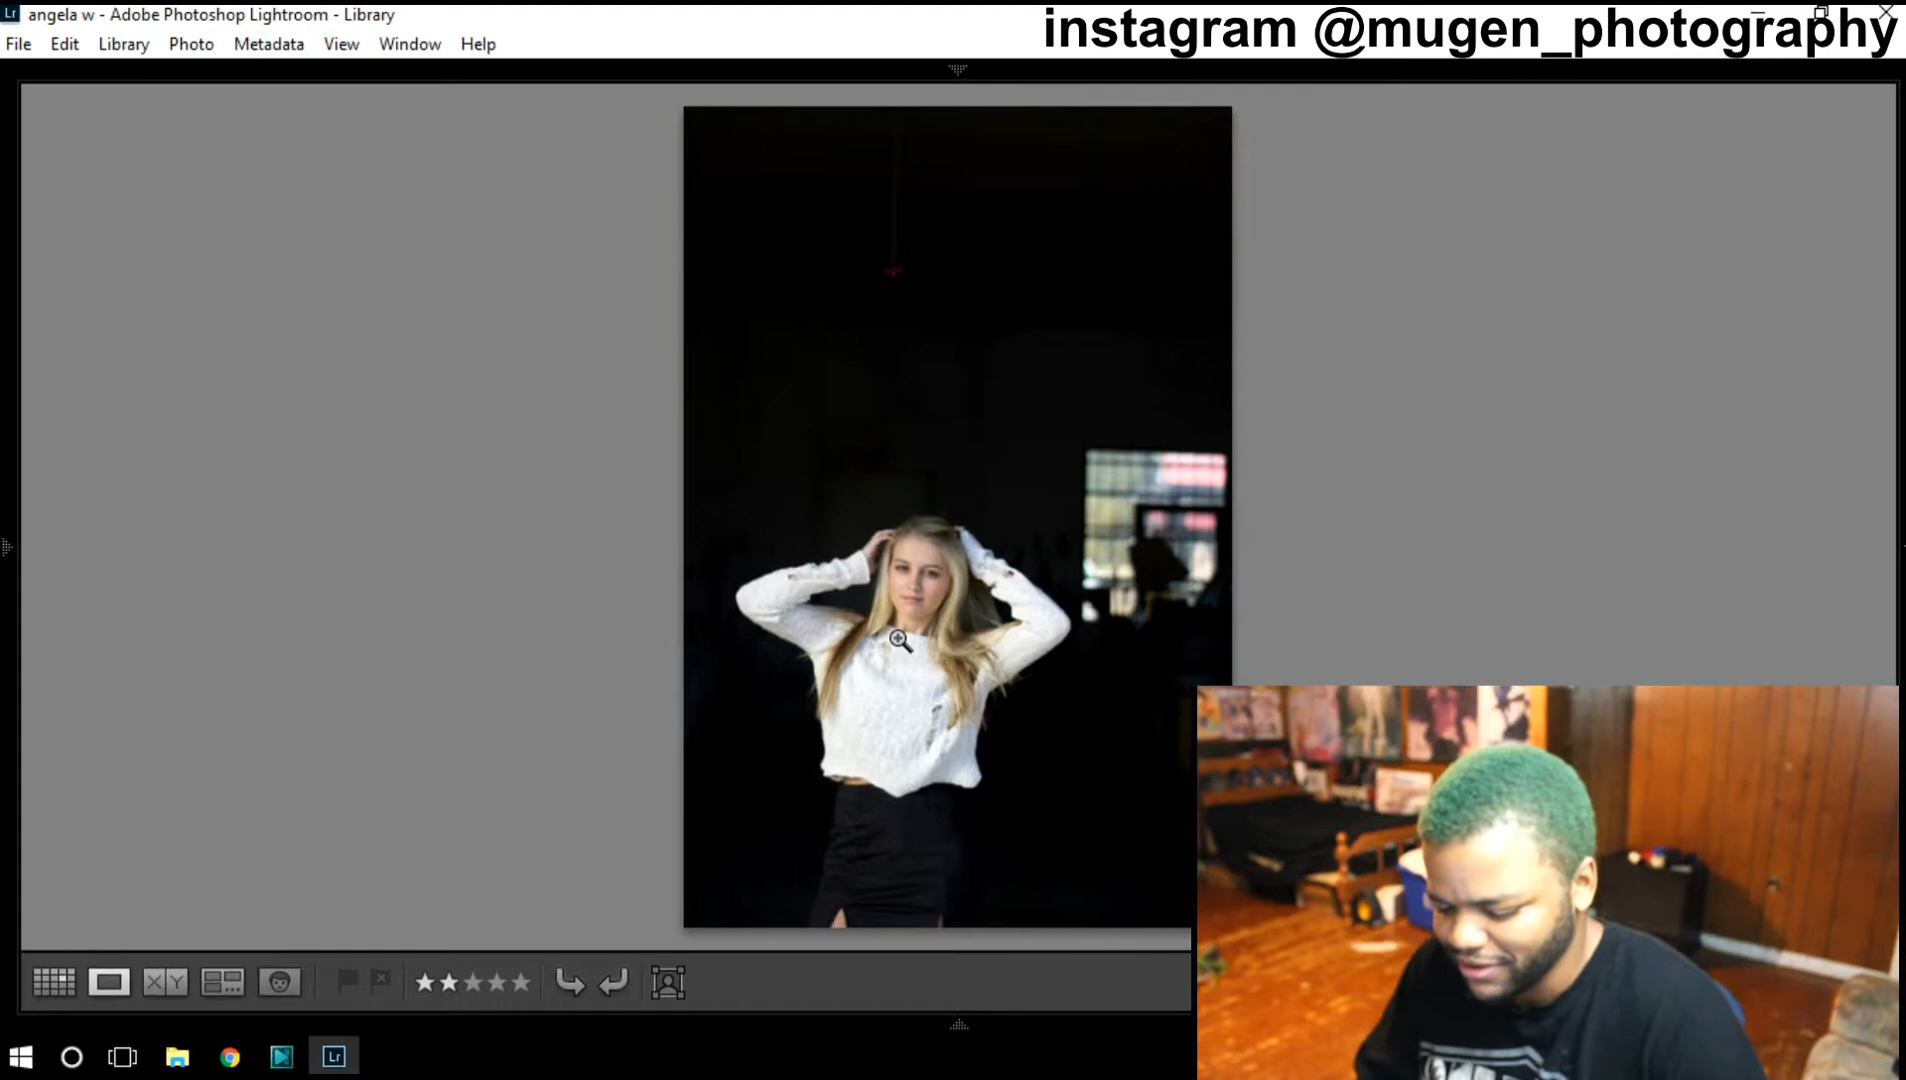 angela w - Adobe Photoshop Lightroom - Library
instagram @mugen_photography
File Edit Library Photo Metadata View Window Help
X Y
Lr